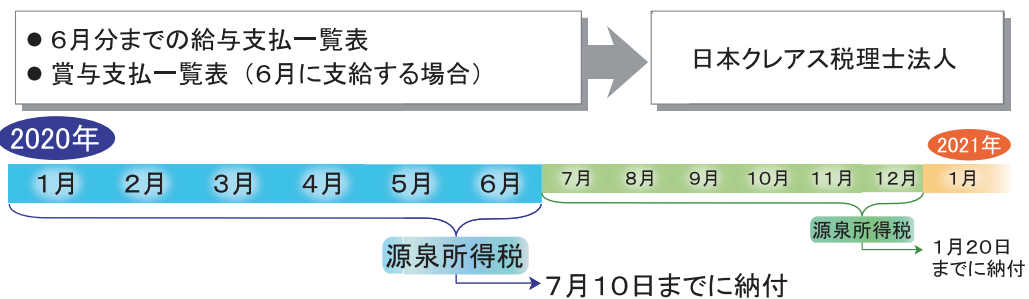 ● 6月分までの給与支払一覧表
● 賞与支払一覧表（6月に支給する場合）
日本クレアス税理士法人
2020年
2021年
1月 2月 3月 4月 5月 6月 7月 8月 9月 10月 11月 12月 1月
源泉所得税
7月10日までに納付
源泉所得税
1月20日
までに納付